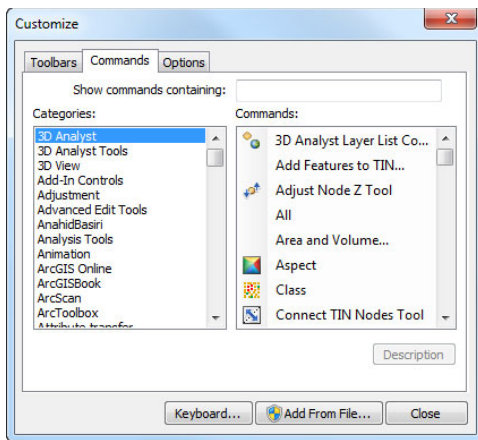 Customize
Toolbars Commands Options
Show commands containing:
Categories:
3D Analyst
3D Analyst Tools
3D View
Add-In Controls
Adjustment
Advanced Edit Tools
AnahidBasiri
Analysis Tools
Animation
ArcGIS Online
ArcGISBook
ArcScan
ArcToolbox
Attribute transfer
Commands:
3D Analyst Layer List Co...
Add Features to TIN...
Adjust Node Z Tool
All
Area and Volume...
Aspect
Class
Connect TIN Nodes Tool
Description
Keyboard... Add From File... Close